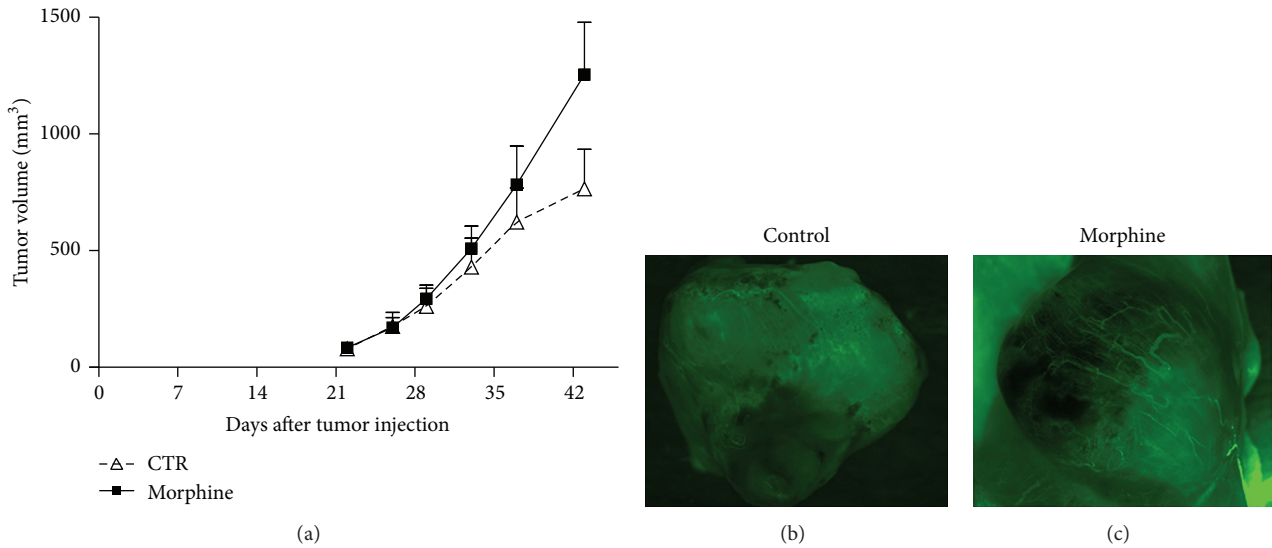 1500
1000
500
0
Tumor volume (mm³)
0 7 14 21 28 35 42
Days after tumor injection
CTR
Morphine
(a)
Control
(b)
Morphine
(c)